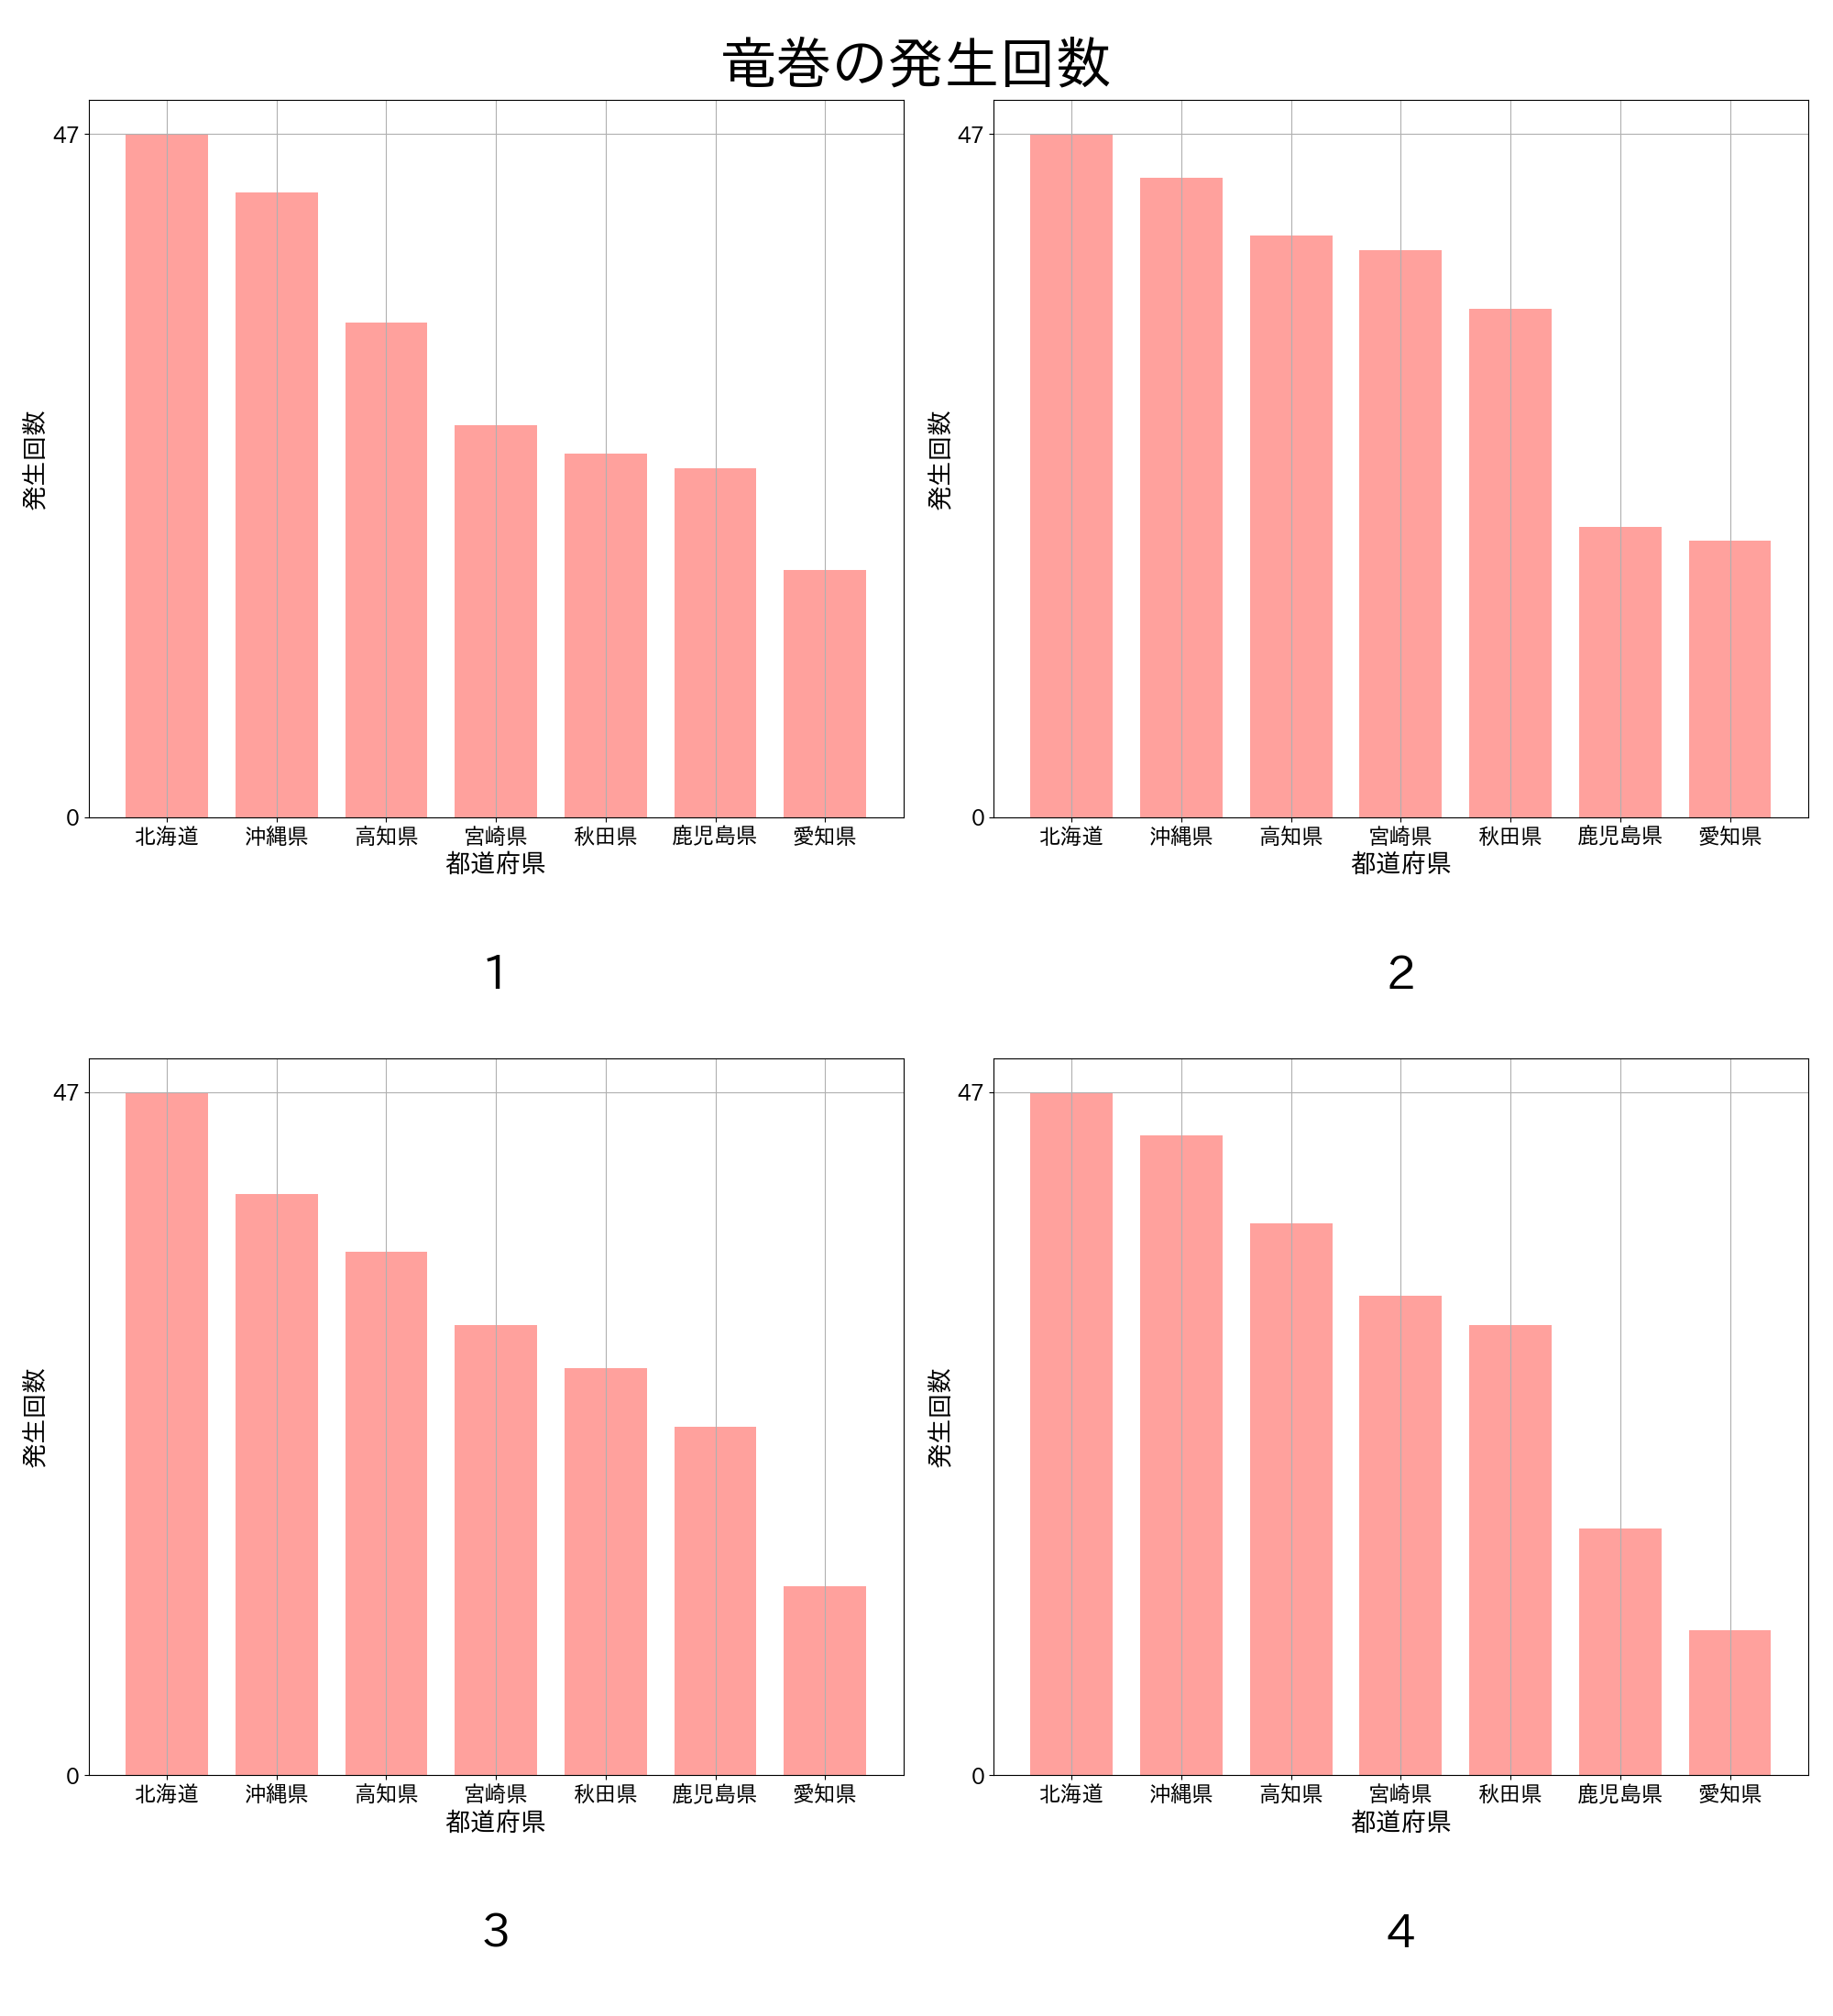 竜巻の発生回数
47
0
発生回数
北海道 沖縄県 高知県 宮崎県 秋田県 鹿児島県 愛知県
都道府県
1
47
0
発生回数
北海道 沖縄県 高知県 宮崎県 秋田県 鹿児島県 愛知県
都道府県
2
47
0
発生回数
北海道 沖縄県 高知県 宮崎県 秋田県 鹿児島県 愛知県
都道府県
3
47
0
発生回数
北海道 沖縄県 高知県 宮崎県 秋田県 鹿児島県 愛知県
都道府県
4